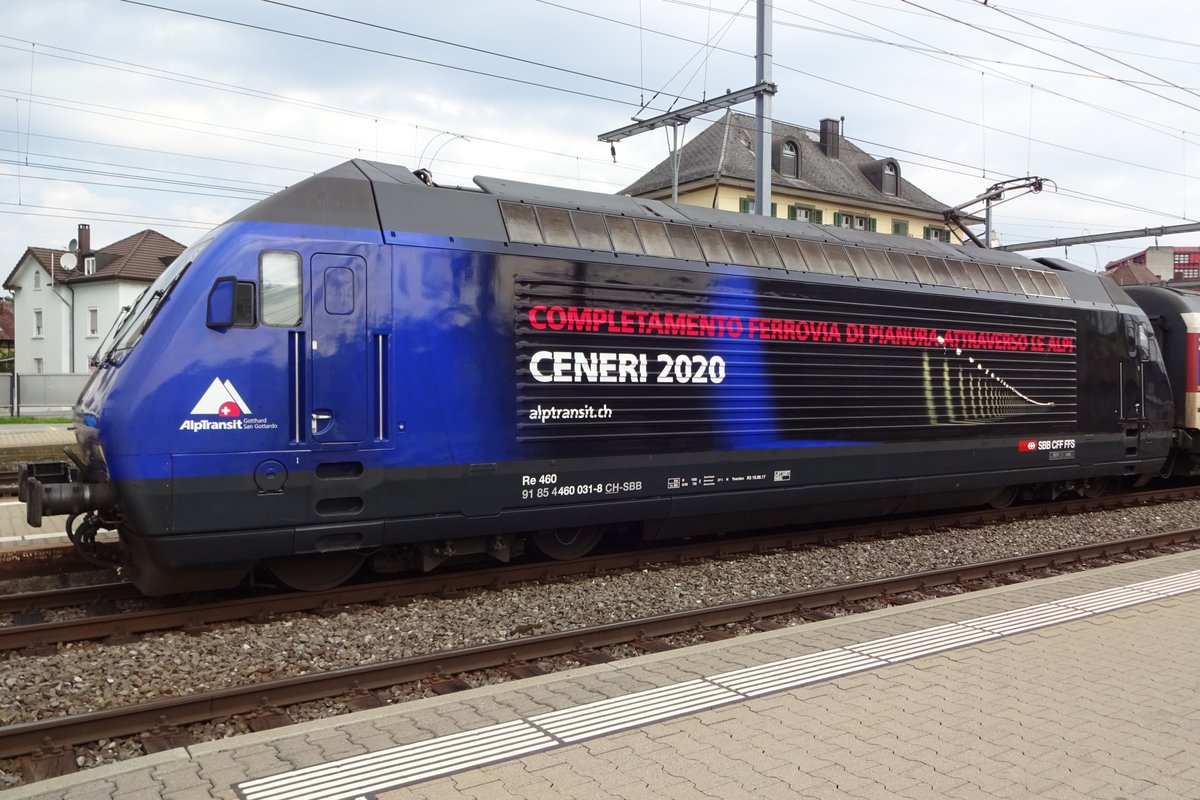 COMPLETAMENTO FERROVIA DI PIANURA ATTRAVERSO LE ALPI
CENERI 2020
alptransit.ch
AlpTransit Gotthard
San Gottardo
SBB CFF FFS
Re 460
91 85 4460 031-8 CH-SBB